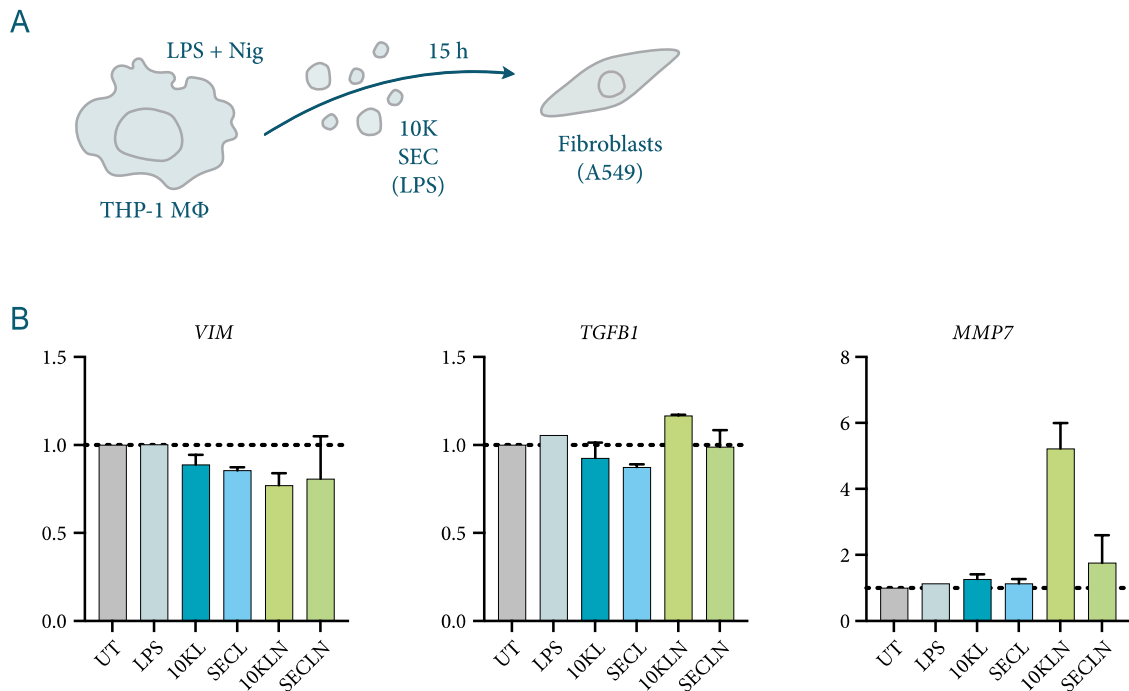 A
LPS + Nig
15 h
10K
SEC
(LPS)
Fibroblasts
(A549)
THP-1 MΦ
B
VIM
1.5
1.0
0.5
0.0
UT
LPS
10KL
SECL
10KLN
SECLN
TGFB1
1.5
1.0
0.5
0.0
UT
LPS
10KL
SECL
10KLN
SECLN
MMP7
8
6
4
2
0
UT
LPS
10KL
SECL
10KLN
SECLN